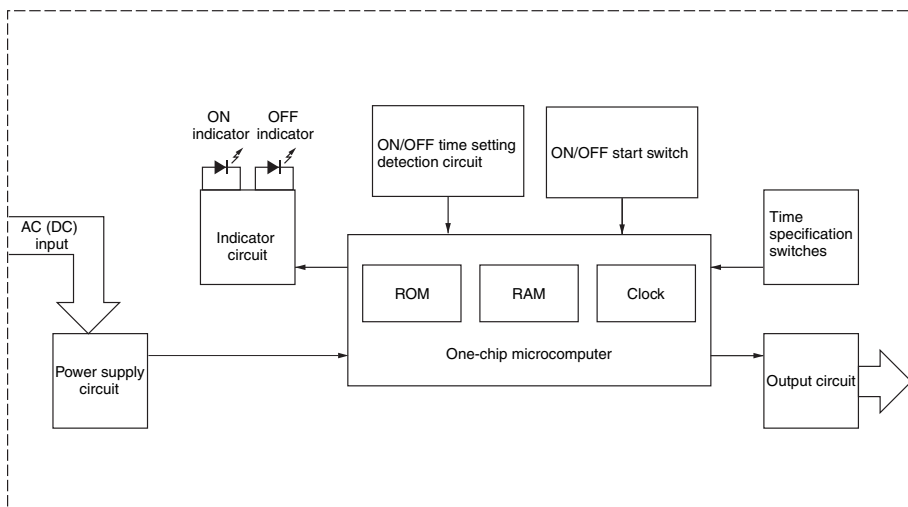 ON
indicator
OFF
indicator
ON/OFF time setting
detection circuit
ON/OFF start switch
AC (DC)
input
Indicator
circuit
Time
specification
switches
ROM
RAM
Clock
One-chip microcomputer
Power supply
circuit
Output circuit